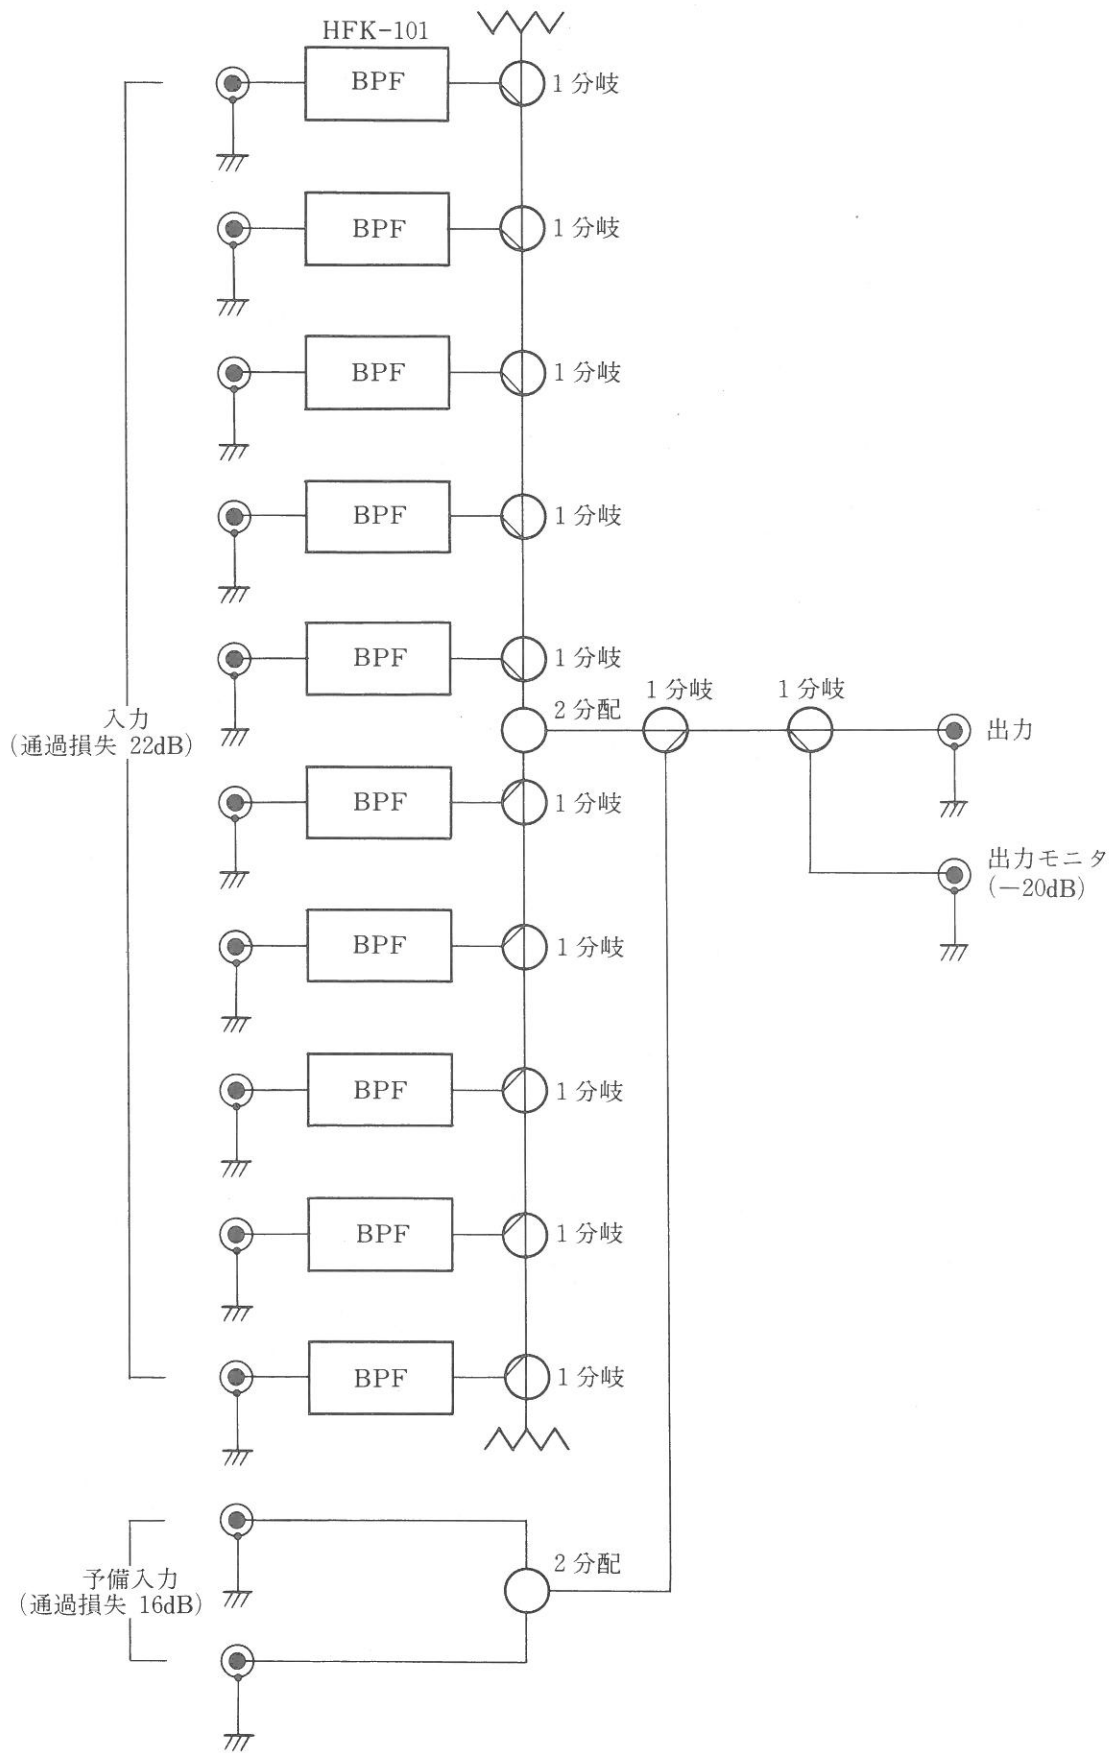 HFK-101
BPF
1分岐
BPF
1分岐
BPF
1分岐
BPF
1分岐
BPF
1分岐
2分配
1分岐
1分岐
出力
入力
(通過損失 22dB)
BPF
1分岐
出力モニタ
(-20dB)
BPF
1分岐
BPF
1分岐
BPF
1分岐
BPF
1分岐
2分配
予備入力
(通過損失 16dB)